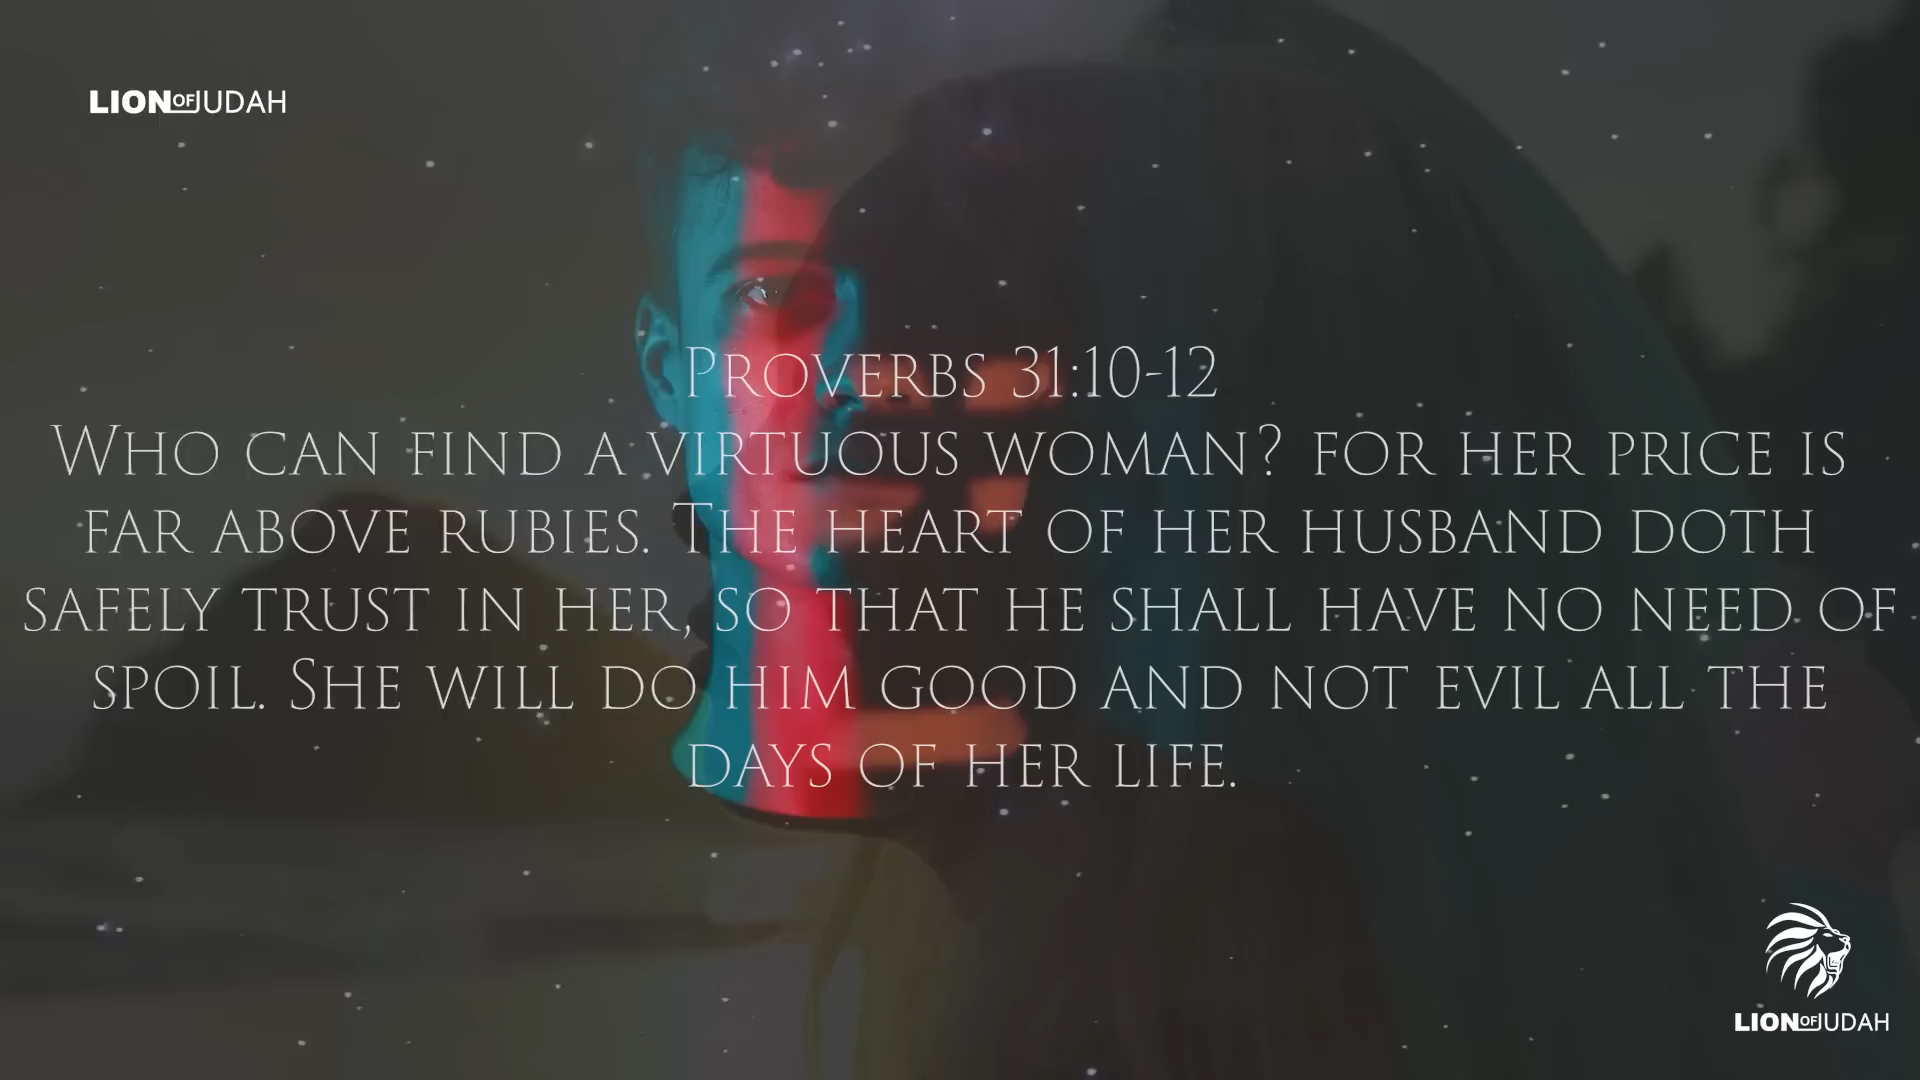 LIONOFJUDAH
Proverbs 31:10-12
Who can find a virtuous woman? for her price is
far above rubies. The heart of her husband doth
safely trust in her, so that he shall have no need of
spoil. She will do him good and not evil all the
days of her life.
LIONOFJUDAH